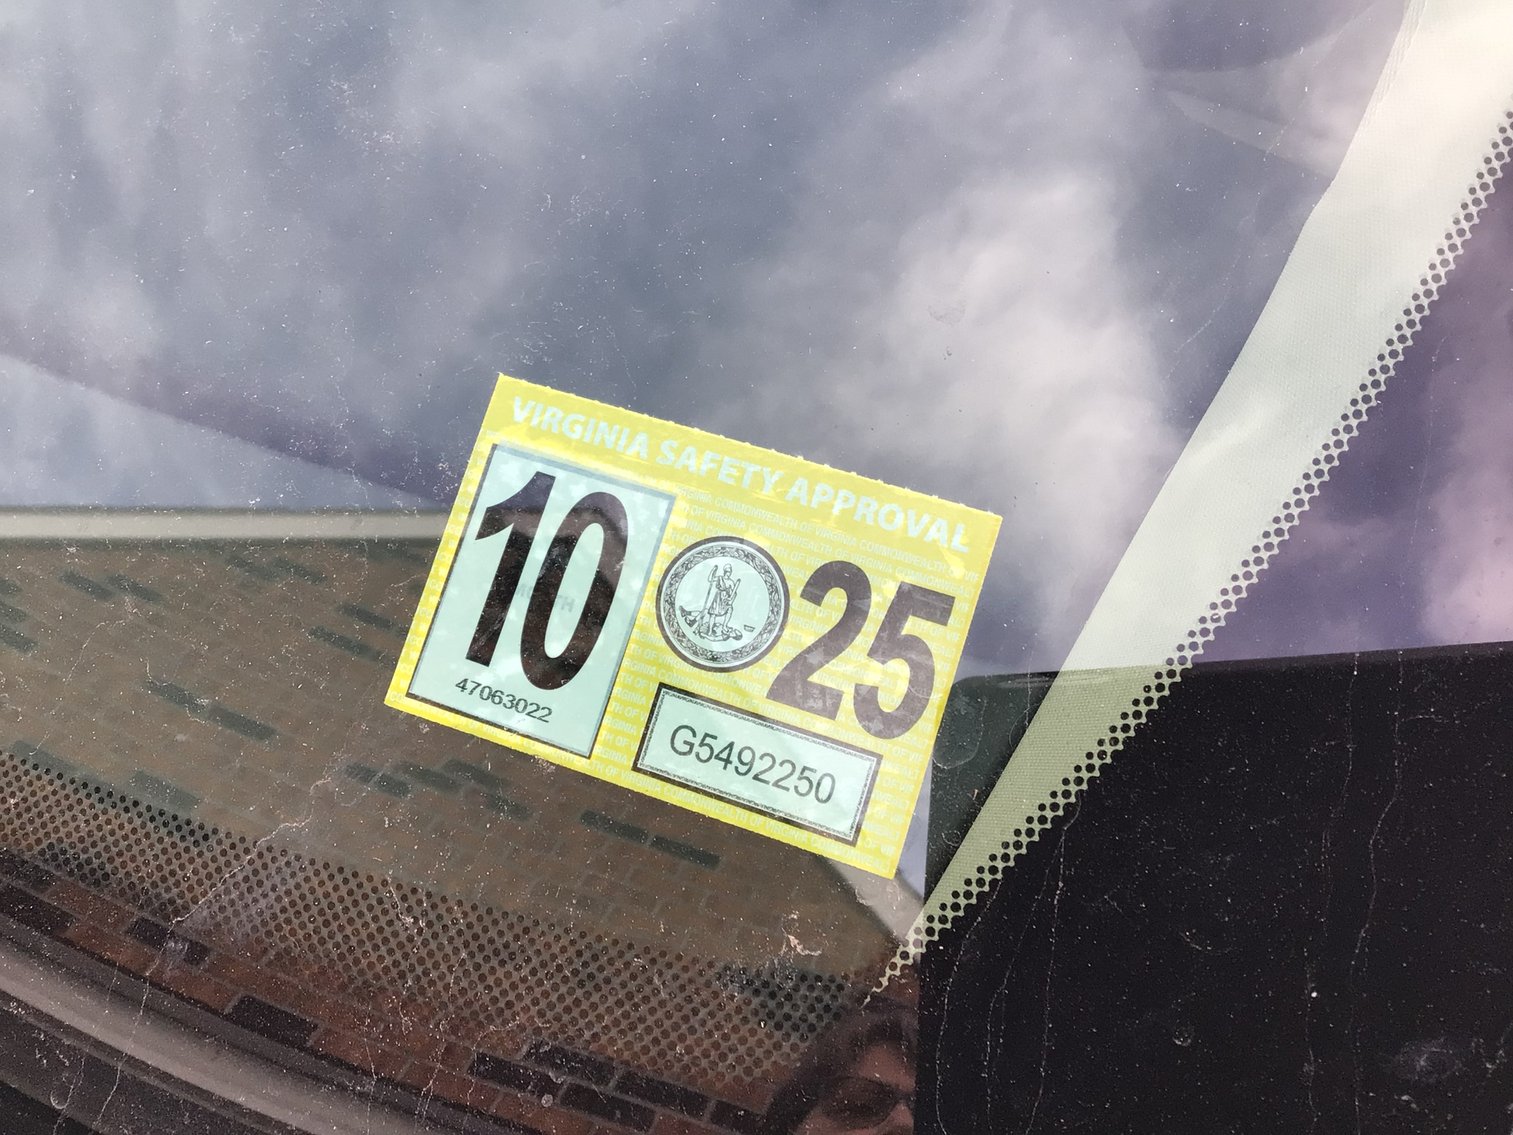 VIRGINIA SAFETY APPROVAL
10
25
47063022
G5492250